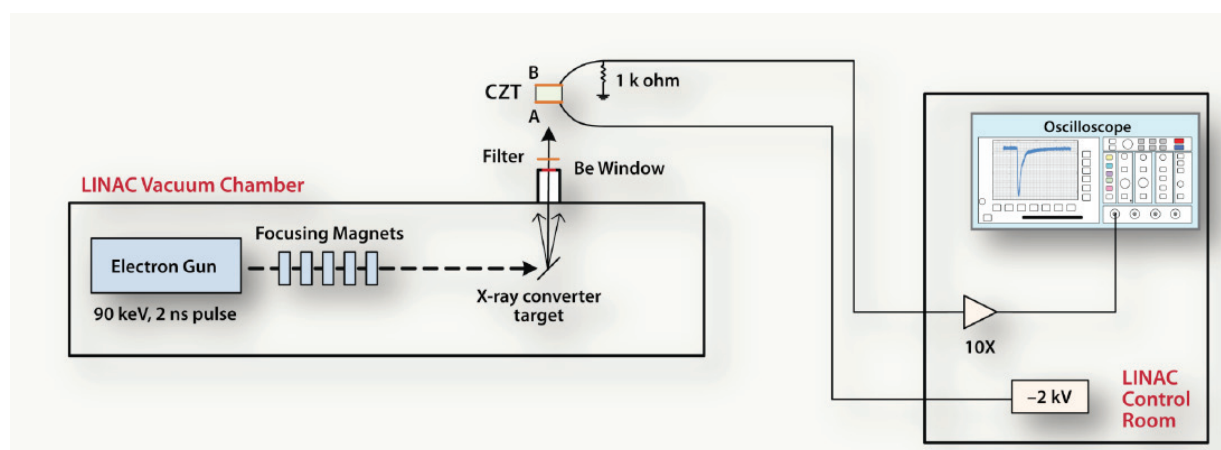 B
CZT
A
1 k ohm
Filter
Be Window
LINAC Vacuum Chamber
Focusing Magnets
Electron Gun
90 keV, 2 ns pulse
X-ray converter
target
Oscilloscope
10X
–2 kV
LINAC
Control
Room